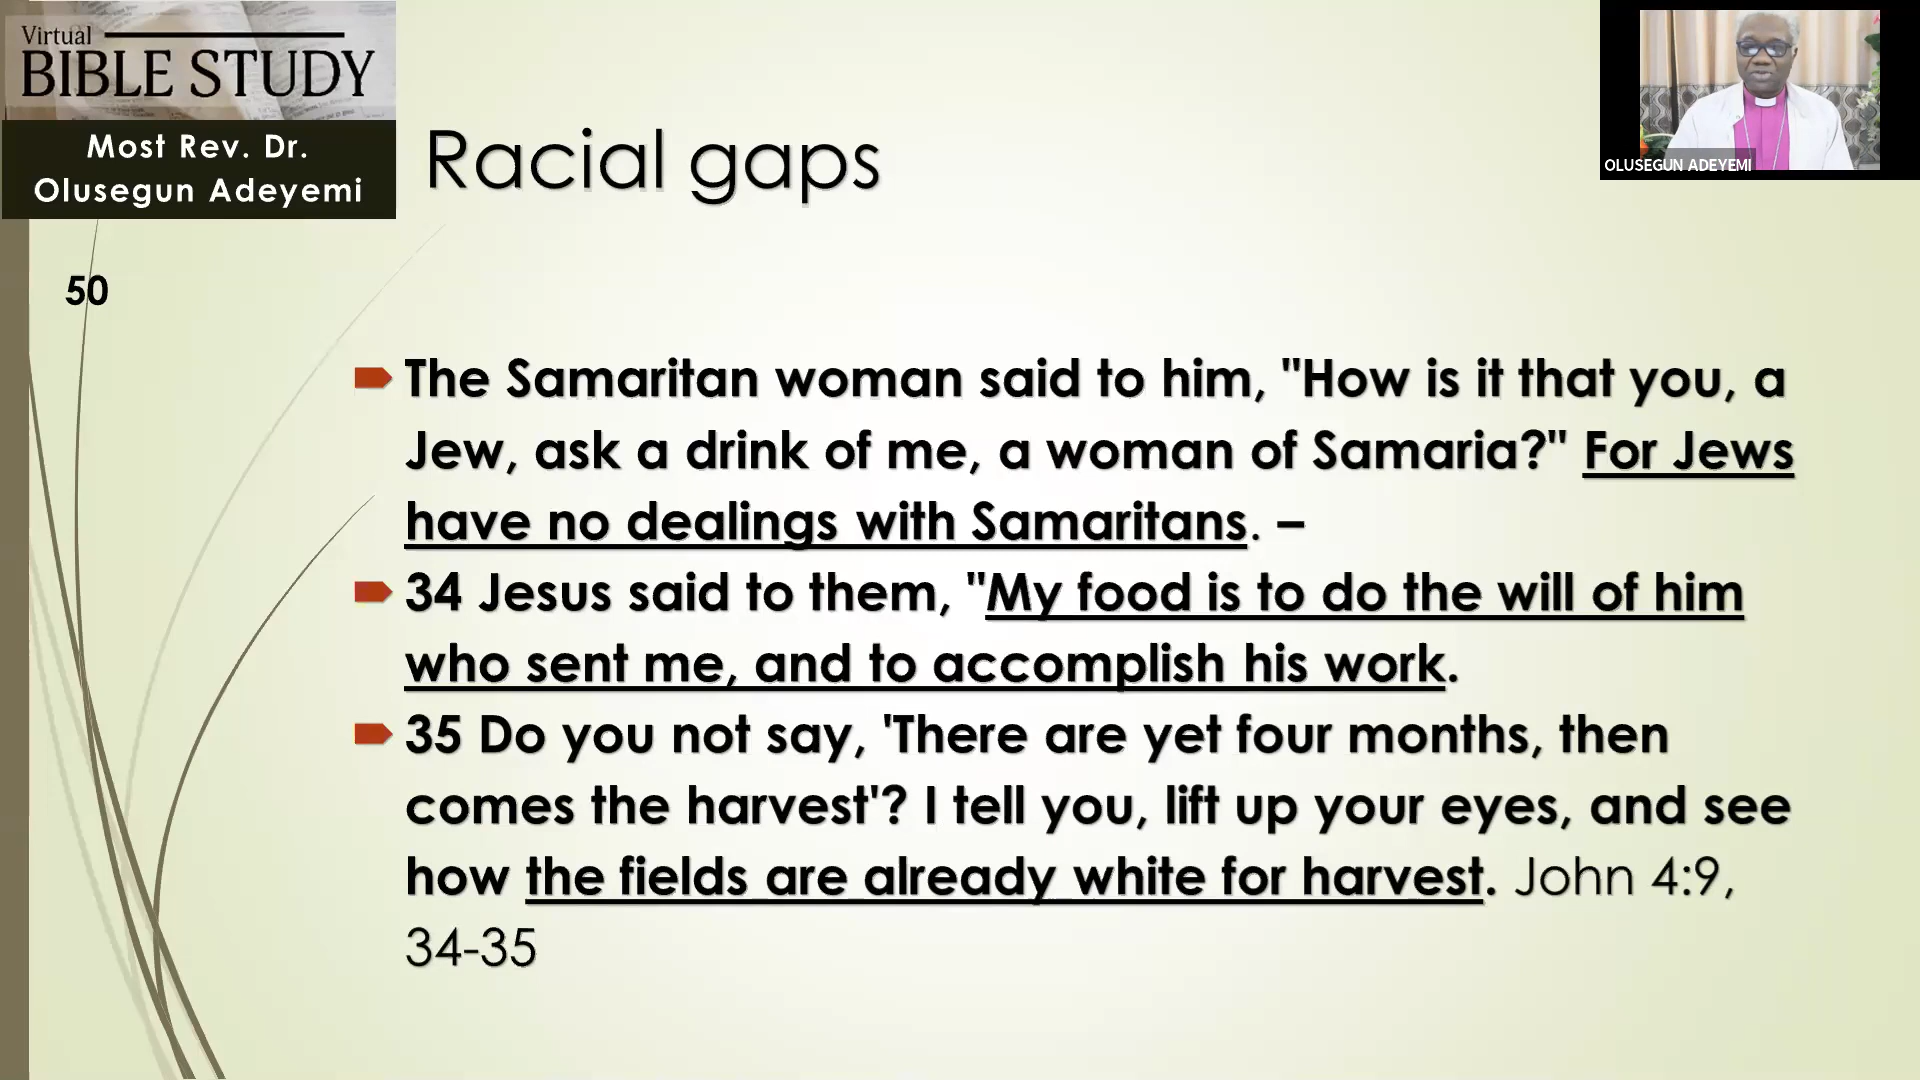 Virtual
BIBLE STUDY
Most Rev. Dr.
Olusegun Adeyemi
Racial gaps
OLUSEGUN ADEYEMI
50
The Samaritan woman said to him, "How is it that you, a
Jew, ask a drink of me, a woman of Samaria?" For Jews
have no dealings with Samaritans. –
34 Jesus said to them, "My food is to do the will of him
who sent me, and to accomplish his work.
35 Do you not say, 'There are yet four months, then
comes the harvest'? I tell you, lift up your eyes, and see
how the fields are already white for harvest. John 4:9,
34-35